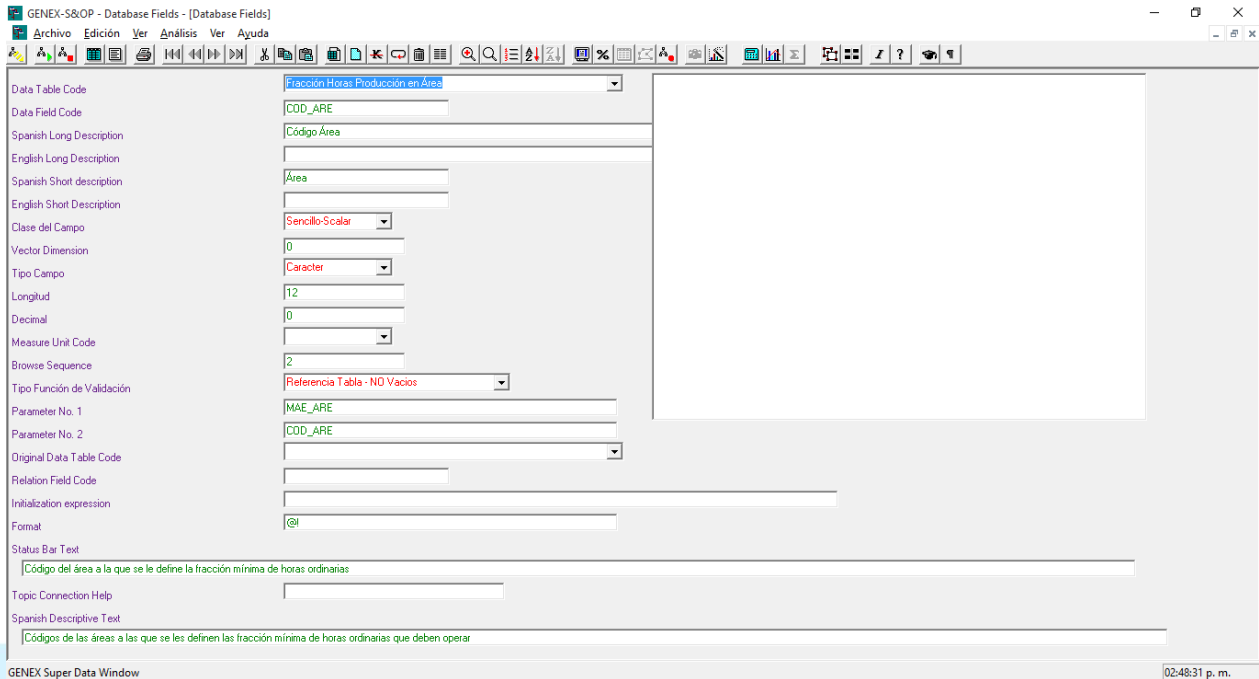 GENEX-S&OP - Database Fields - [Database Fields]
Archivo Edición Ver Análisis Ver Ayuda
Data Table Code Fracción Horas Producción en Área
Data Field Code COD_ARE
Spanish Long Description Código Área
English Long Description
Spanish Short description Área
English Short Description
Clase del Campo Sencillo-Scalar
Vector Dimension 0
Tipo Campo Caracter
Longitud 12
Decimal 0
Measure Unit Code
Browse Sequence 2
Tipo Función de Validación Referencia Tabla - NO Vacios
Parameter No. 1 MAE_ARE
Parameter No. 2 COD_ARE
Original Data Table Code
Relation Field Code
Initialization expression
Format @!
Status Bar Text
Código del área a la que se le define la fracción mínima de horas ordinarias
Topic Connection Help
Spanish Descriptive Text
Códigos de las áreas a las que se les definen las fracción mínima de horas ordinarias que deben operar
GENEX Super Data Window 02:48:31 p. m.